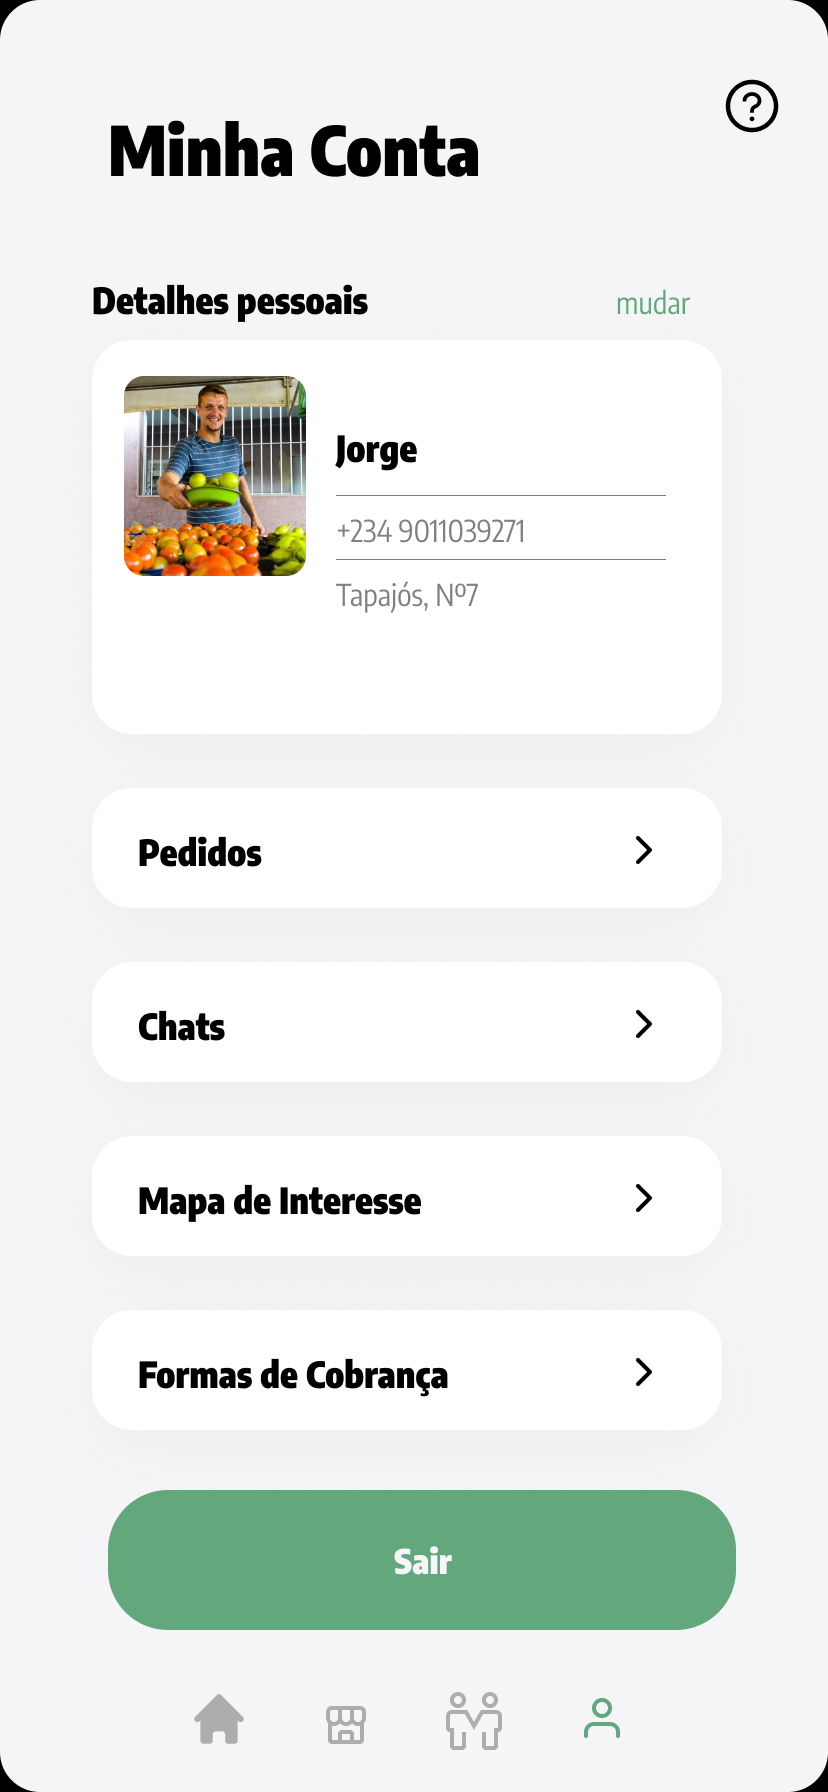 Minha Conta
Detalhes pessoais
mudar
Jorge
+234 9011039271
Tapajós, Nº7
Pedidos
Chats
Mapa de Interesse
Formas de Cobrança
Sair